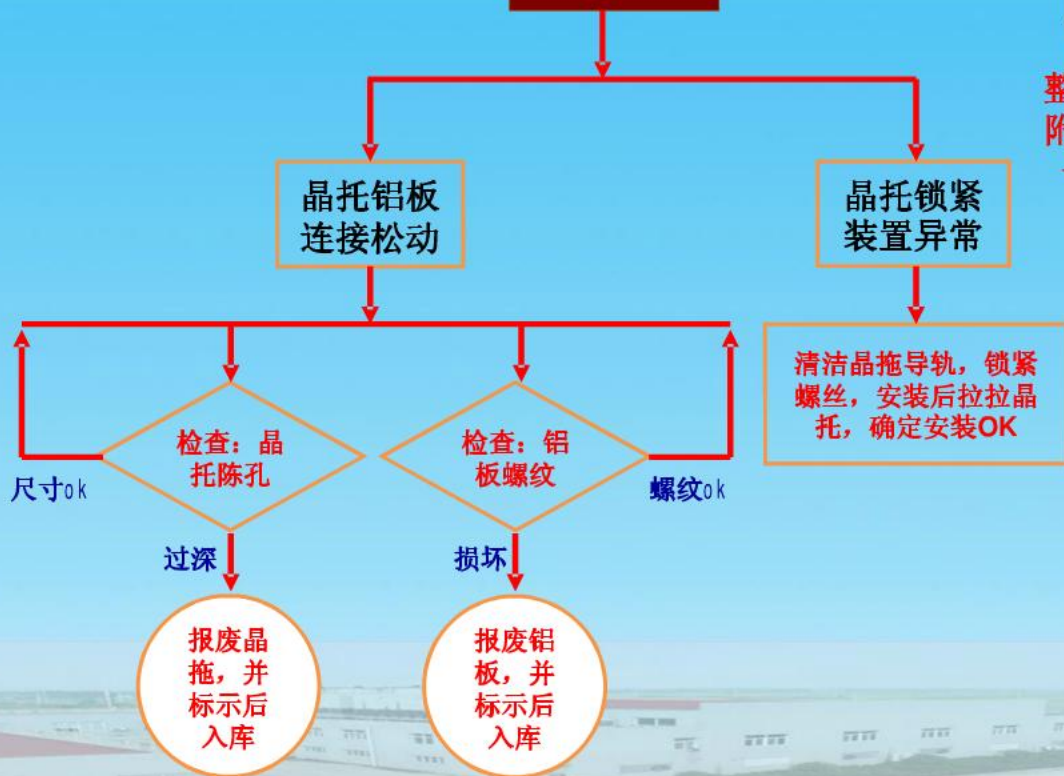 整
附
晶托铝板
连接松动
晶托锁紧
装置异常
清洁晶拖导轨，锁紧
螺丝，安装后拉拉晶
托，确定安装OK
检查：晶
托陈孔
检查：铝
板螺纹
尺寸ok
螺纹ok
过深
损坏
报废晶
拖，并
标示后
入库
报废铝
板，并
标示后
入库